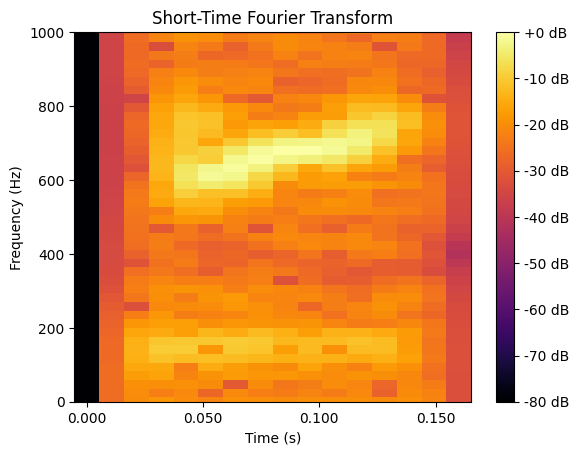 Short-Time Fourier Transform
Frequency (Hz)
1000
800
600
400
200
0
0.000 0.050 0.100 0.150
Time (s)
+0 dB
-10 dB
-20 dB
-30 dB
-40 dB
-50 dB
-60 dB
-70 dB
-80 dB